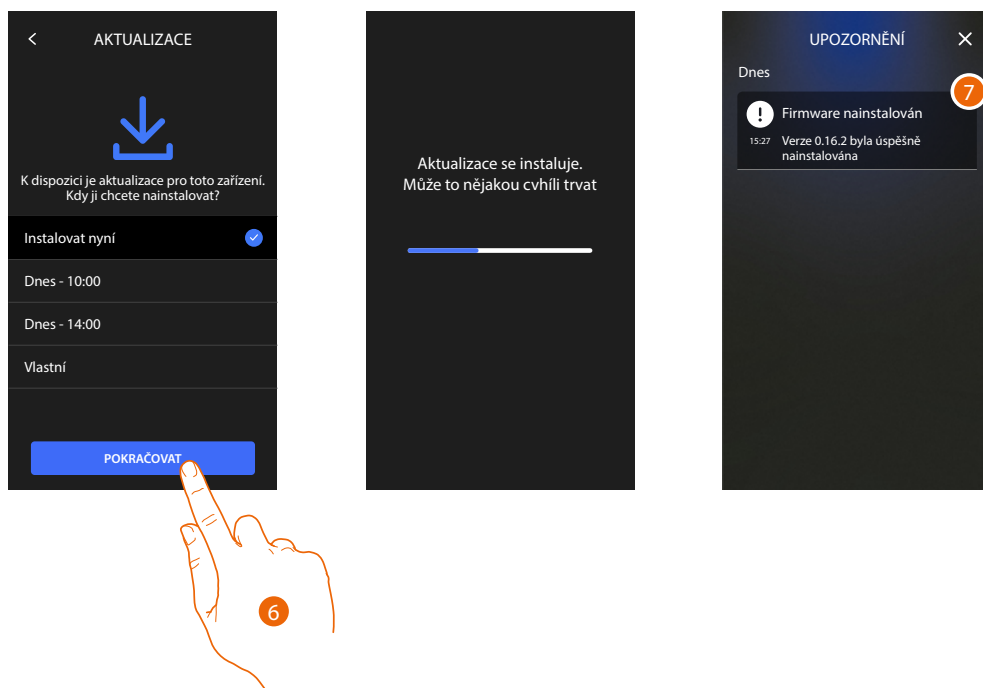 AKTUALIZACE
K dispozici je aktualizace pro toto zařízení.
Kdy ji chcete nainstalovat?
Instalovat nyní
Dnes - 10:00
Dnes - 14:00
Vlastní
POKRAČOVAT
6
Aktualizace se instaluje.
Může to nějakou cvhíli trvat
UPOZORNĚNÍ
Dnes
7
Firmware nainstalován
15:27 Verze 0.16.2 byla úspěšně
nainstalována